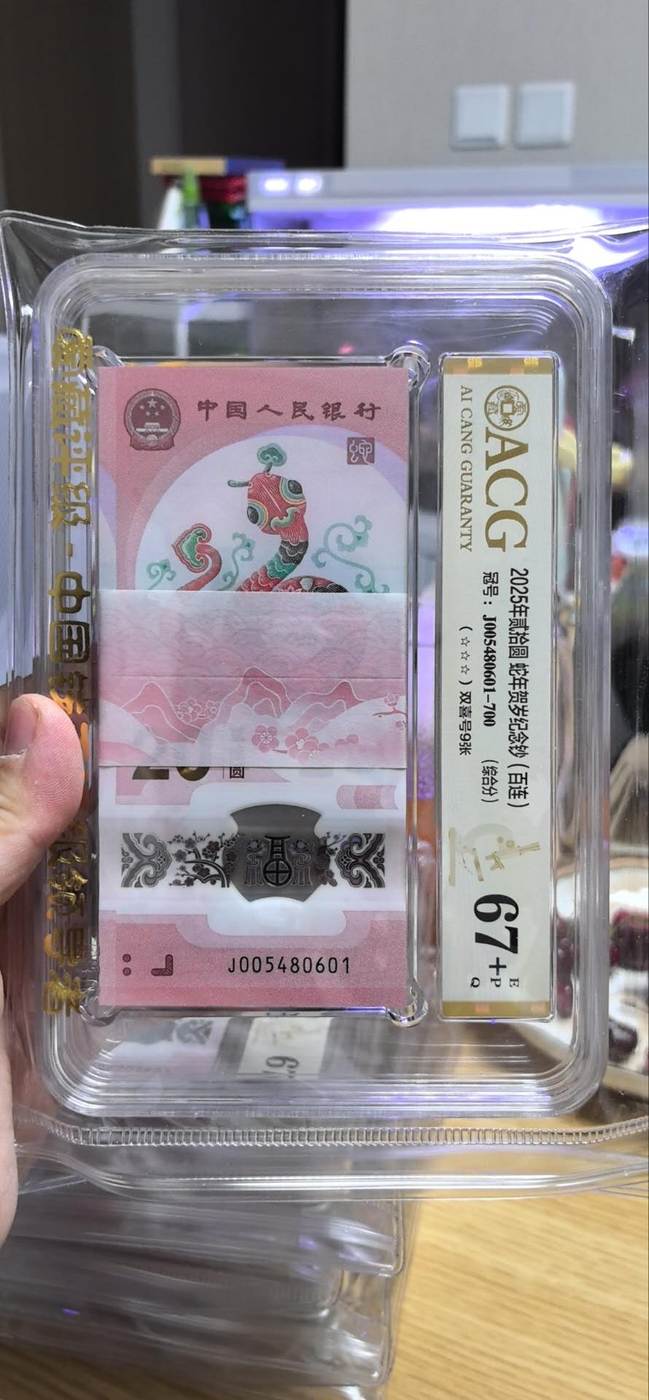 中国人民银行
圆
J005480601
ACG
AI CANG GUARANTY
2025年贰拾圆 蛇年贺岁纪念钞（百连）
冠号：J005480601-700 （综合分）
（☆☆☆）双喜号9张
67+
E
P
Q